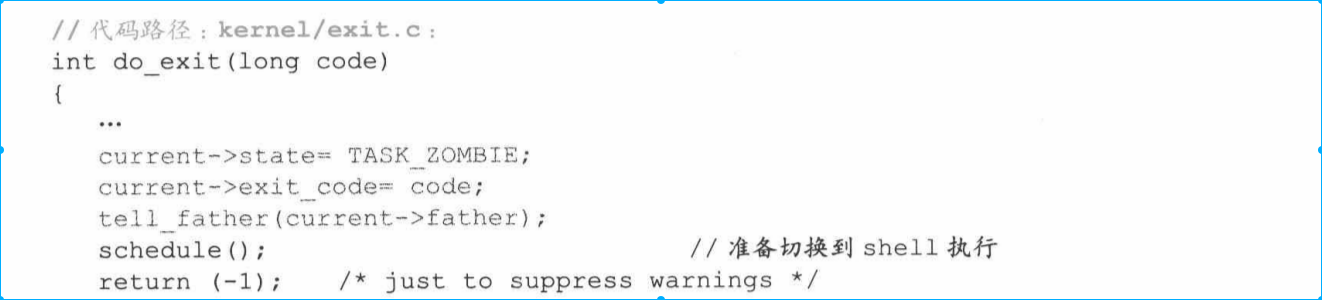 // 代码路径：kernel/exit.c：
int do_exit(long code)
{
…
current->state= TASK_ZOMBIE;
current->exit_code= code;
tell_father(current->father);
schedule(); // 准备切换到 shell 执行
return (-1); /* just to suppress warnings */